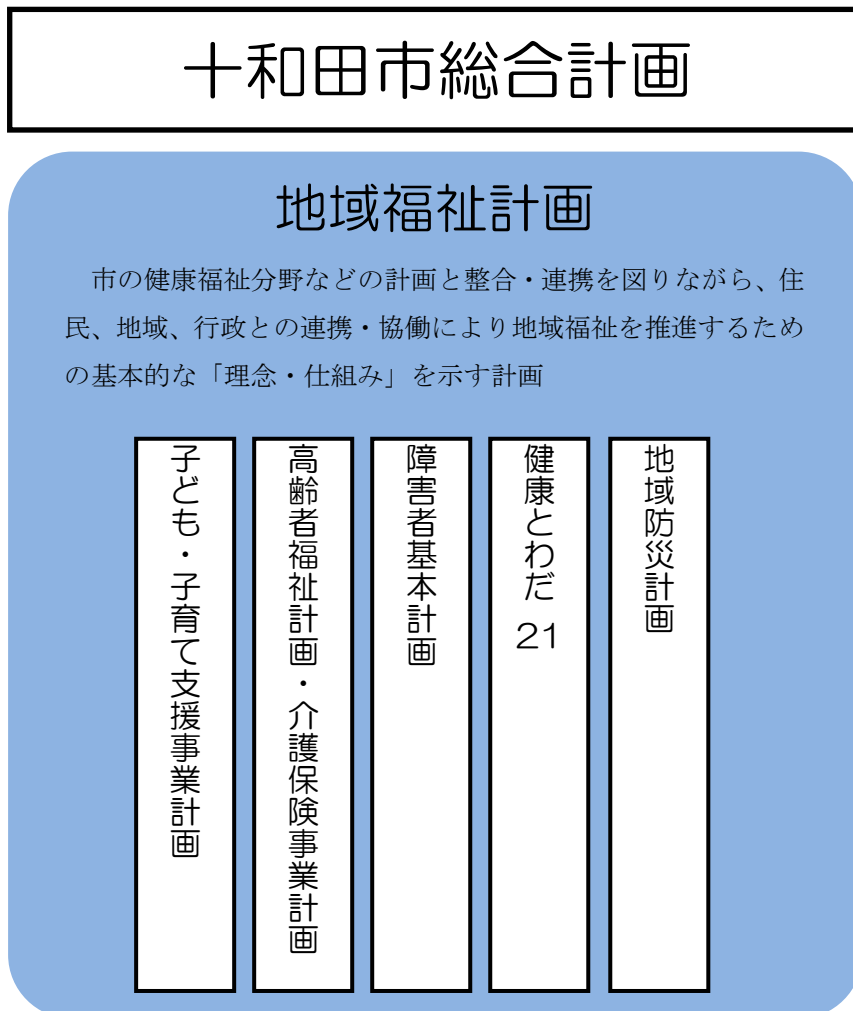 十和田市総合計画
地域福祉計画
市の健康福祉分野などの計画と整合・連携を図りながら、住
民、地域、行政との連携・協働により地域福祉を推進するため
の基本的な「理念・仕組み」を示す計画
子ども・子育て支援事業計画
高齢者福祉計画・介護保険事業計画
障害者基本計画
健康とわだ 21
地域防災計画